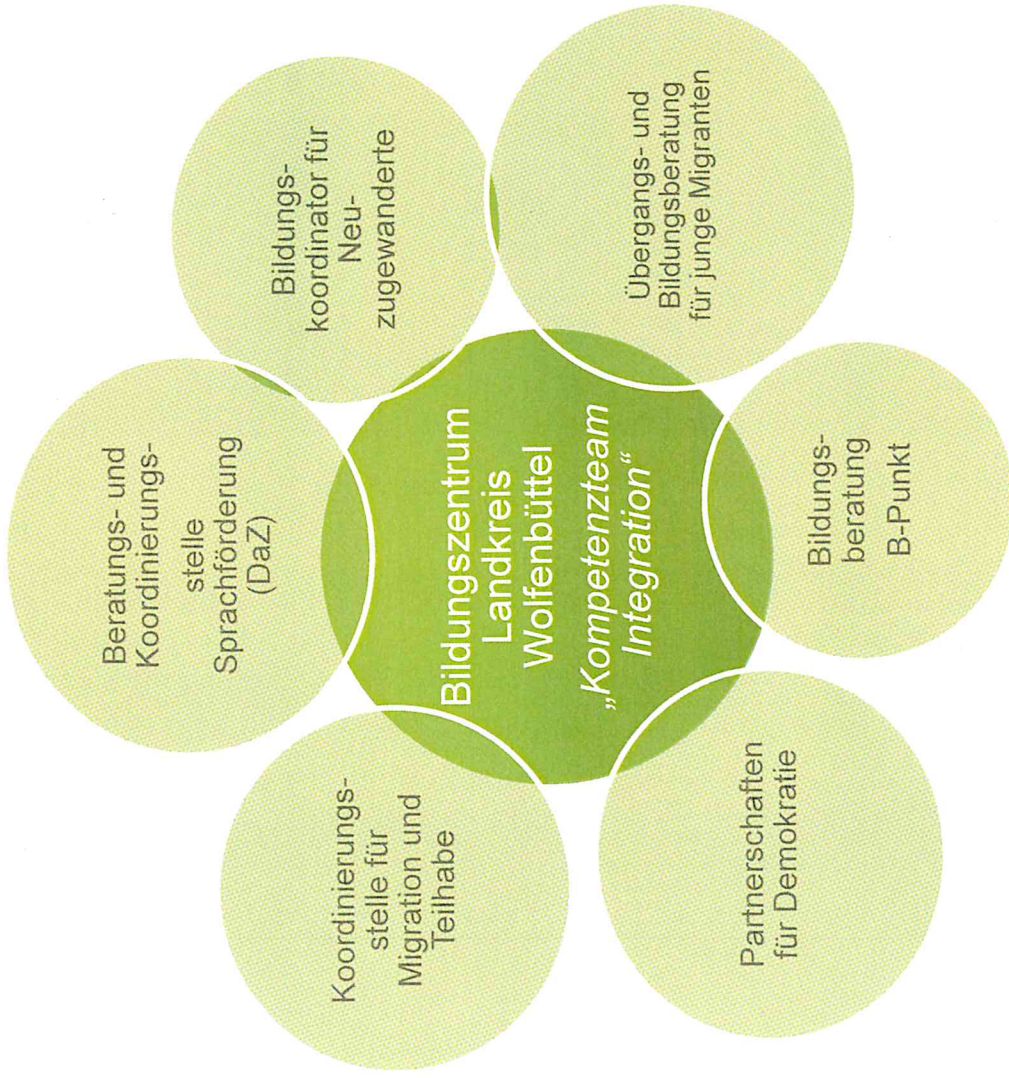 Beratungs- und
Koordinierungs-
stelle
Sprachförderung
(DaZ)
Bildungs-
koordinator für
Neu-
zugewanderte
Koordinierungs-
stelle für
Migration und
Teilhabe
Bildungszentrum
Landkreis
Wolfenbüttel
„Kompetenzteam
Integration“
Übergangs- und
Bildungsberatung
für junge Migranten
Partnerschaften
für Demokratie
Bildungs-
beratung
B-Punkt